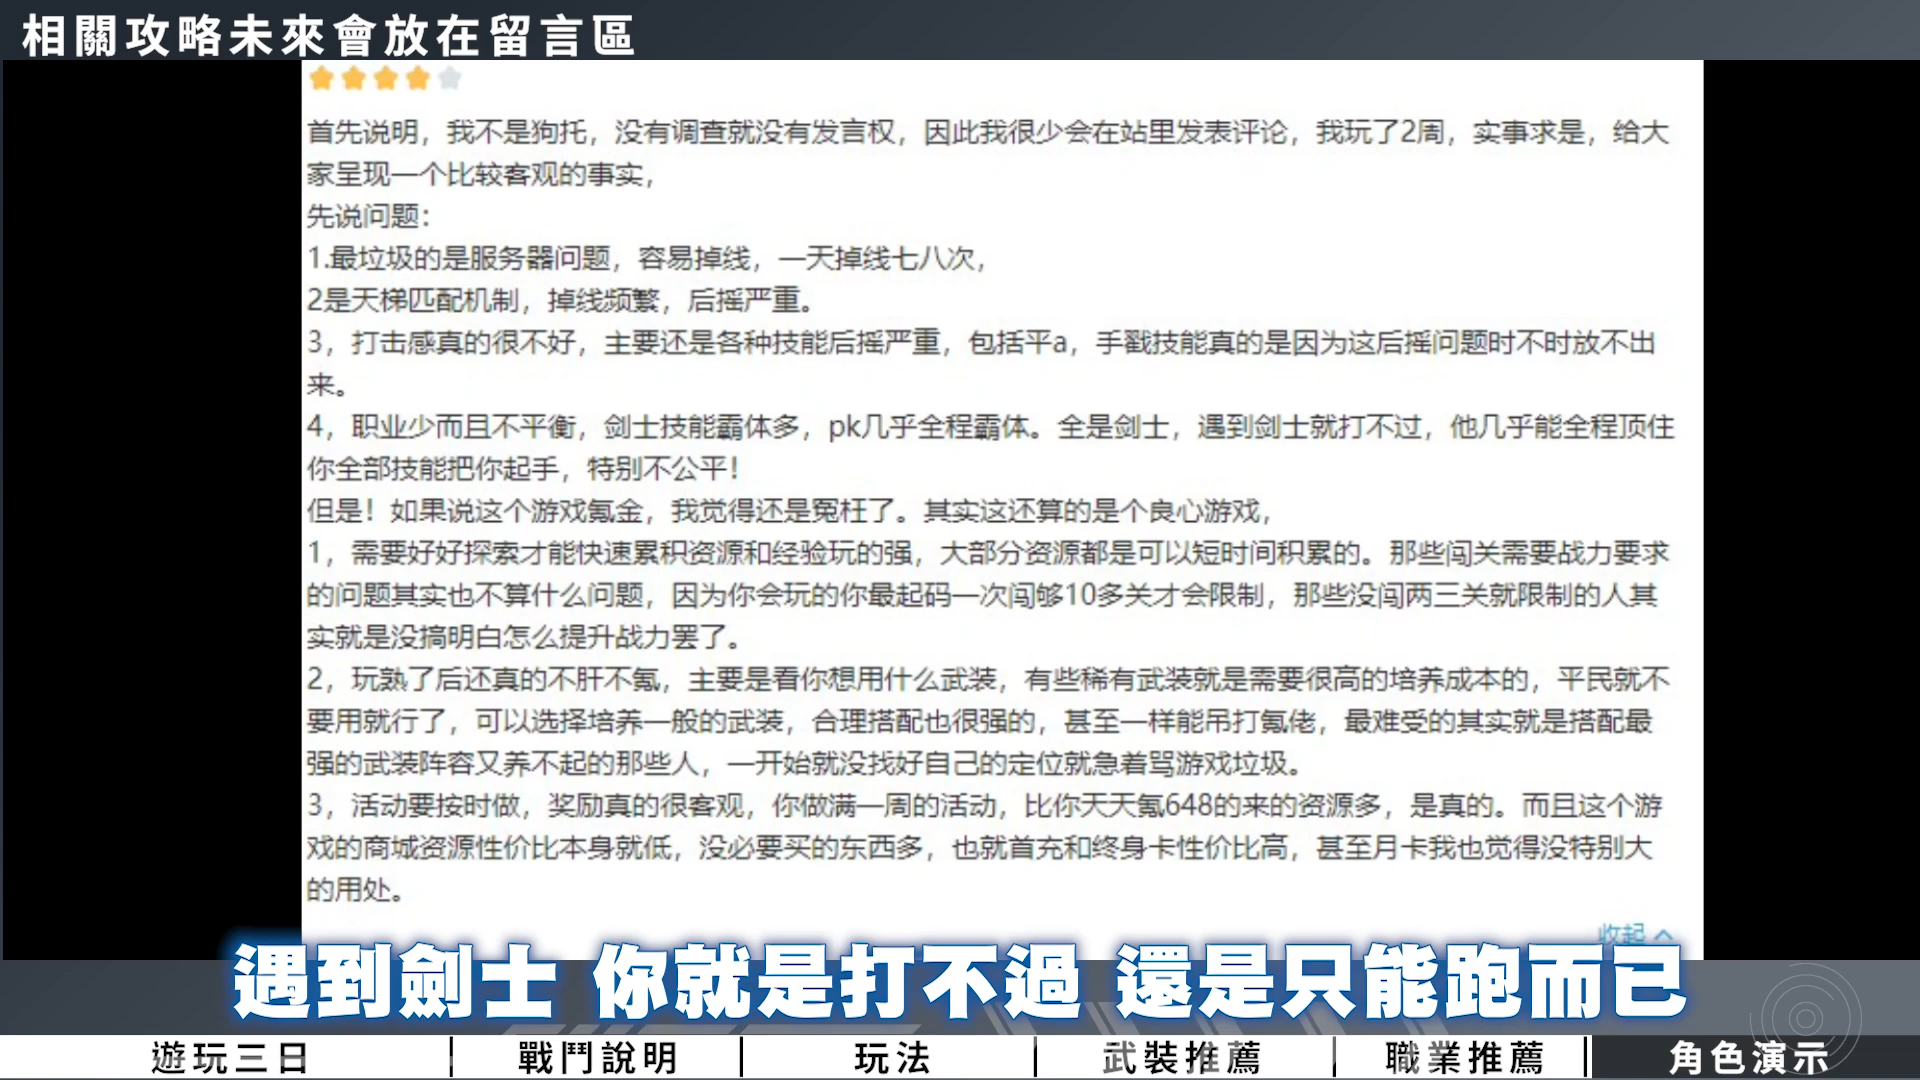 相關攻略未來會放在留言區
首先说明，我不是狗托，没有调查就没有发言权，因此我很少会在站里发表评论，我玩了2周，实事求是，给大
家呈现一个比较客观的事实，
先说问题：
1.最垃圾的是服务器问题，容易掉线，一天掉线七八次，
2是天梯匹配机制，掉线频繁，后摇严重。
3，打击感真的很不好，主要还是各种技能后摇严重，包括平a，手戳技能真的是因为这后摇问题时不时放不出
来。
4，职业少而且不平衡，剑士技能霸体多，pk几乎全程霸体。全是剑士，遇到剑士就打不过，他几乎能全程顶住
你全部技能把你起手，特别不公平！
但是！如果说这个游戏氪金，我觉得还是冤枉了。其实这还算的是个良心游戏，
1，需要好好探索才能快速累积资源和经验玩的强，大部分资源都是可以短时间积累的。那些闯关需要战力要求
的问题其实也不算什么问题，因为你会玩的你最起码一次闯够10多关才会限制，那些没闯两三关就限制的人其
实就是没搞明白怎么提升战力罢了。
2，玩熟了后还真的不肝不氪，主要是看你想用什么武装，有些稀有武装就是需要很高的培养成本的，平民就不
要用就行了，可以选择培养一般的武装，合理搭配也很强的，甚至一样能吊打氪佬，最难受的其实就是搭配最
强的武装阵容又养不起的那些人，一开始就没找好自己的定位就急着骂游戏垃圾。
3，活动要按时做，奖励真的很客观，你做满一周的活动，比你天天氪648的来的资源多，是真的。而且这个游
戏的商城资源性价比本身就低，没必要买的东西多，也就首充和终身卡性价比高，甚至月卡我也觉得没特别大
的用处。
收起
遇到劍士 你就是打不過 還是只能跑而已
遊玩三日
戰鬥說明
玩法
武裝推薦
職業推薦
角色演示